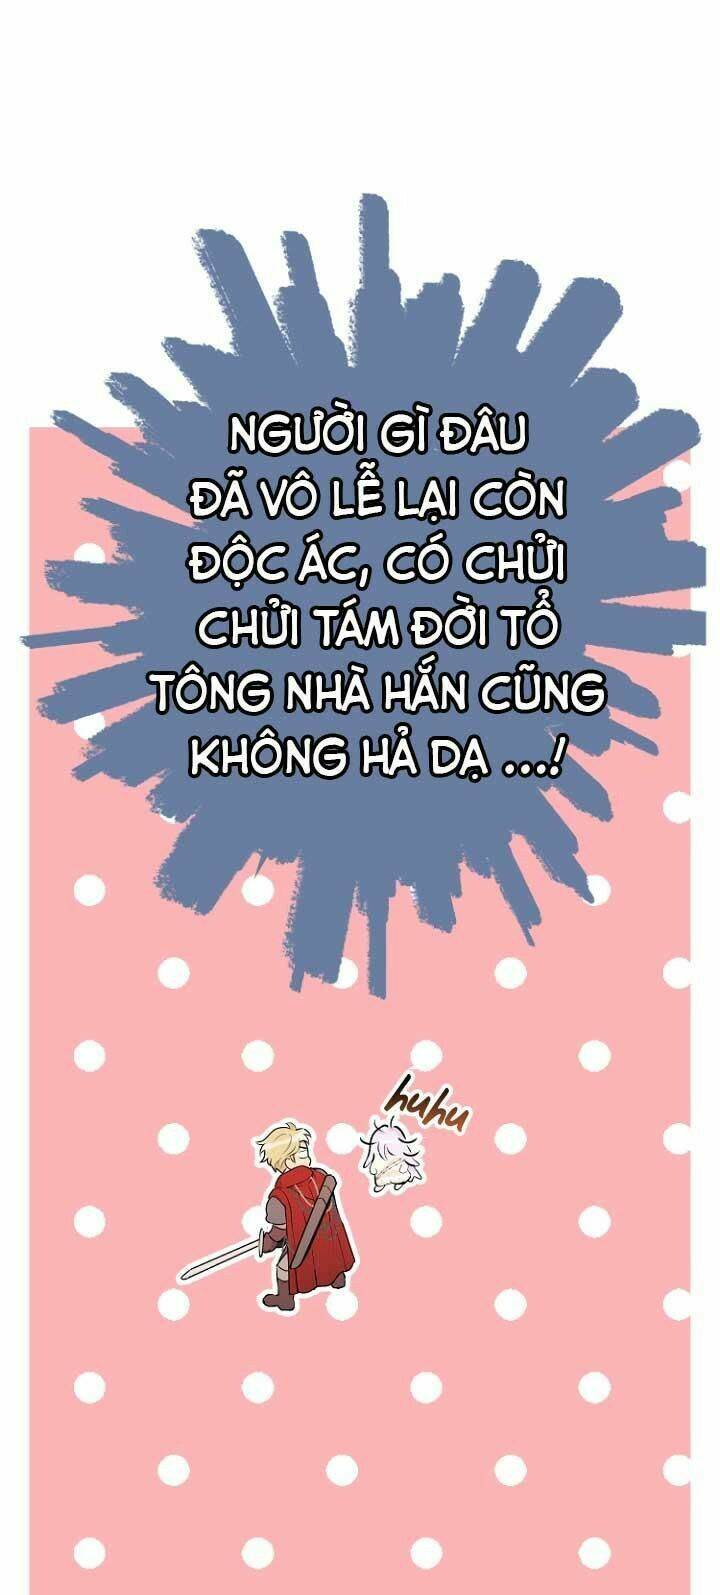 NGƯỜI GÌ ĐÂU
ĐÃ VÔ LỄ LẠI CÒN
ĐỘC ÁC, CÓ CHỬI
CHỬI TÁM ĐỜI TỔ
TÔNG NHÀ HẮN CŨNG
KHÔNG HẢ DẠ ...!
huhu